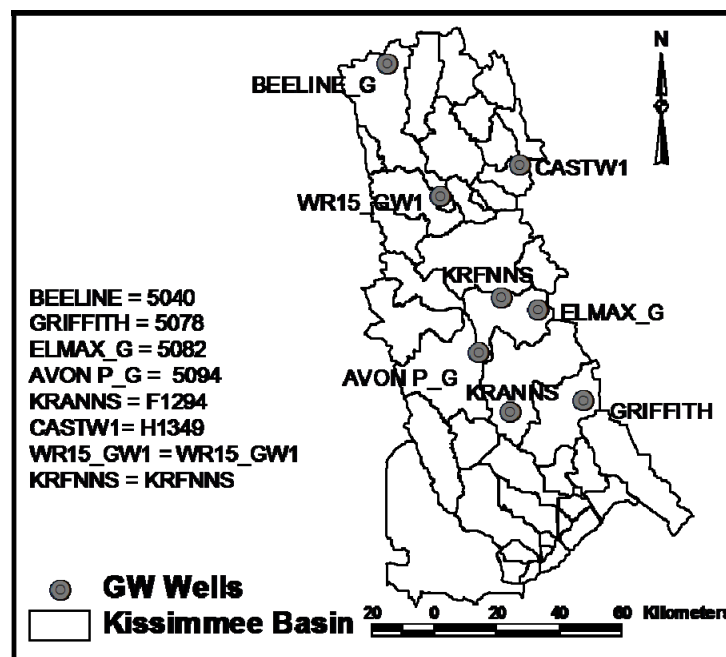 N
BEELINE_G
CASTW1
WR15_GW1
KRFNNS
ELMAX_G
AVON P_G
KRANNS
GRIFFITH
BEELINE = 5040
GRIFFITH = 5078
ELMAX_G = 5082
AVON P_G = 5094
KRANNS = F1294
CASTW1= H1349
WR15_GW1 = WR15_GW1
KRFNNS = KRFNNS
GW Wells
Kissimmee Basin
20 0 20 40 60 Kilometers